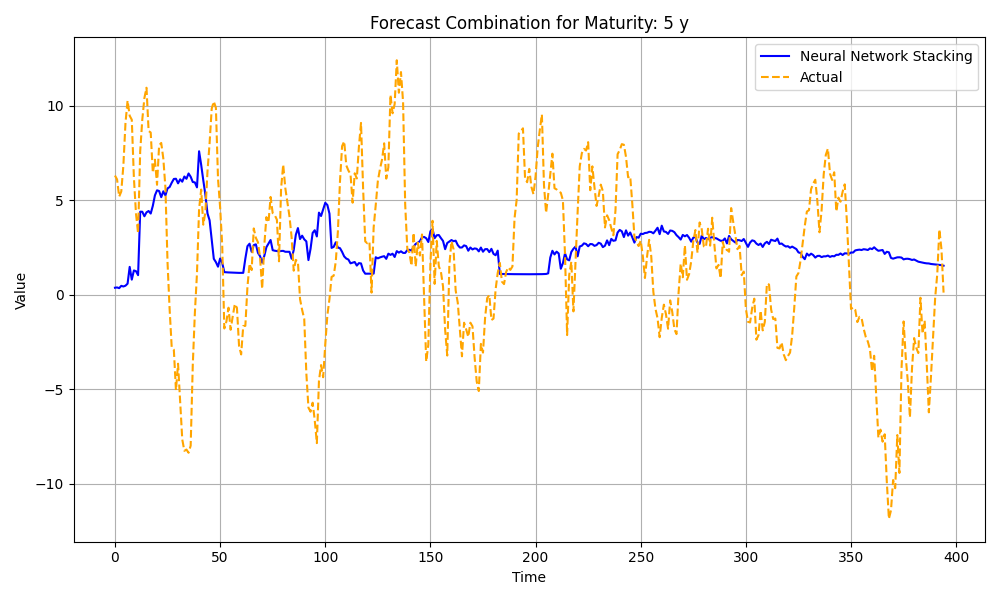 Forecast Combination for Maturity: 5 y
Neural Network Stacking
Actual
Value
10
5
0
−5
−10
0 50 100 150 200 250 300 350 400
Time